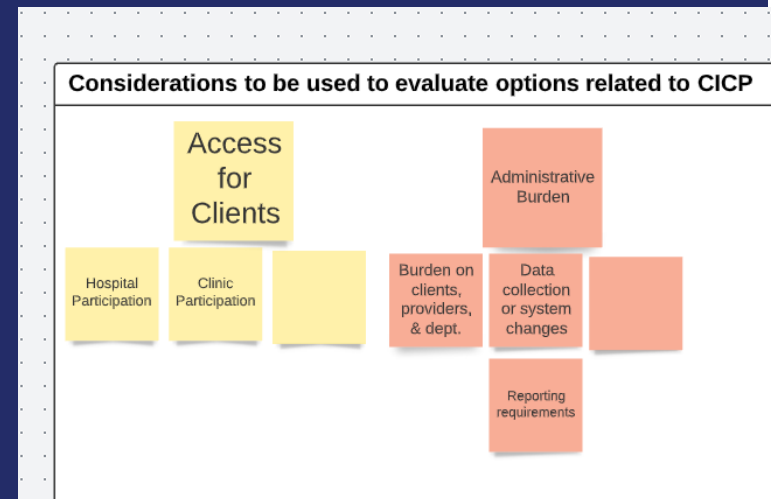 Considerations to be used to evaluate options related to CICP
Access
for
Clients
Hospital
Participation
Clinic
Participation
Administrative
Burden
Burden on
clients,
providers,
& dept.
Data
collection
or system
changes
Reporting
requirements